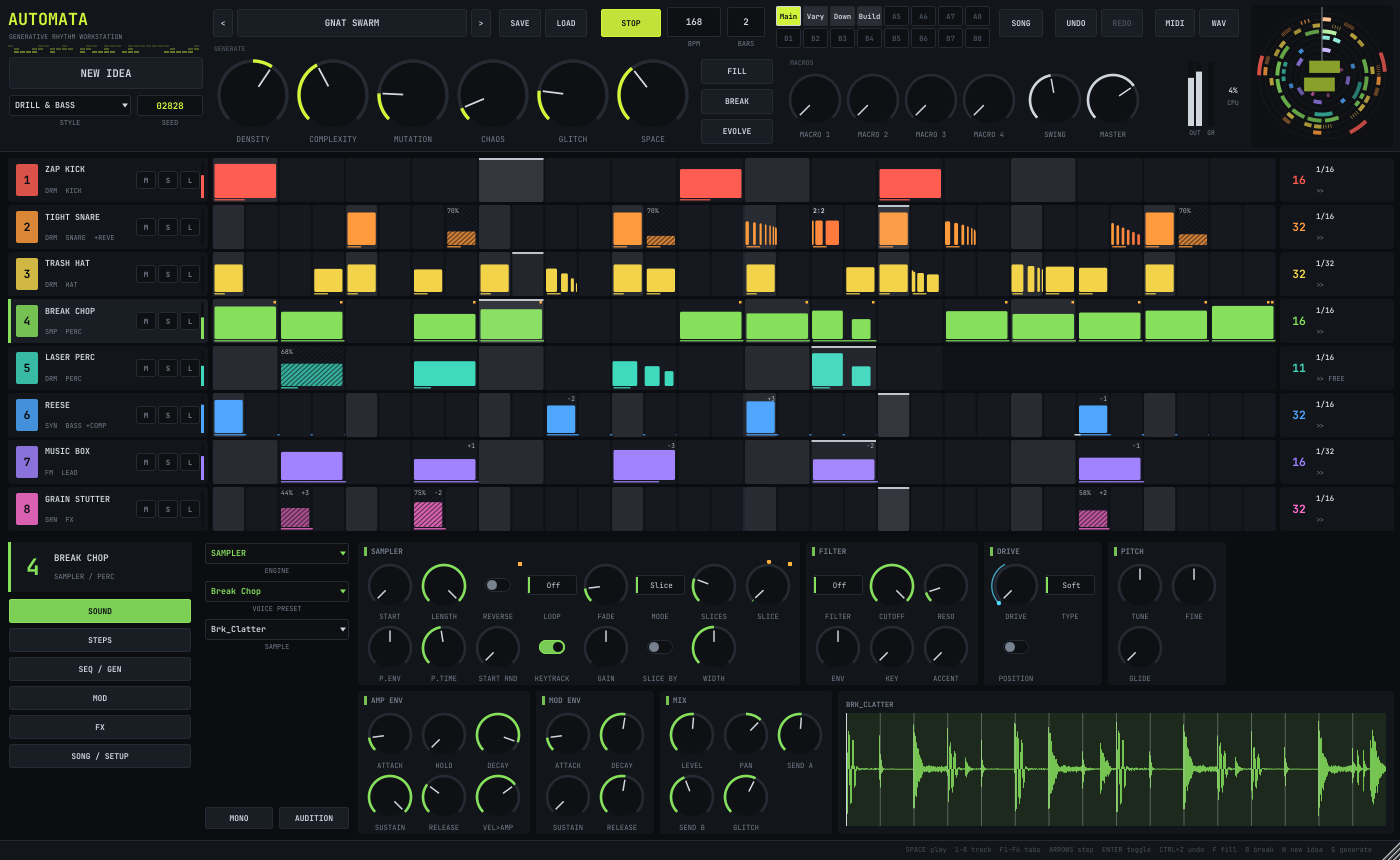 AUTOMATA
GENERATIVE RHYTHM WORKSTATION
NEW IDEA
DRILL & BASS 02828
STYLE SEED
< GNAT SWARM > SAVE LOAD STOP 168 2
BPM BARS
Main Vary Down Build A5 A6 A7 A8
B1 B2 B3 B4 B5 B6 B7 B8
SONG UNDO REDO MIDI WAV
GENERATE
DENSITY COMPLEXITY MUTATION CHAOS GLITCH SPACE
FILL
BREAK
EVOLVE
MACROS
MACRO 1 MACRO 2 MACRO 3 MACRO 4 SWING MASTER
4%
CPU
OUT GR
1 ZAP KICK M S L 16 1/16
DRM KICK >>
2 TIGHT SNARE M S L 70% 70% 2:2 70% 32 1/16
DRM SNARE +REVE >>
3 TRASH HAT M S L 32 1/32
DRM HAT >>
4 BREAK CHOP M S L 16 1/16
SMP PERC >>
5 LASER PERC M S L 68% 11 1/16
DRM PERC >> FREE
6 REESE M S L -2 +3 -1 32 1/16
SYN BASS +COMP >>
7 MUSIC BOX M S L +1 -3 -2 -1 16 1/32
FM LEAD >>
8 GRAIN STUTTER M S L 44% +3 75% -2 58% +2 32 1/16
GRN FX >>
4 BREAK CHOP
SAMPLER / PERC
SOUND
STEPS
SEQ / GEN
MOD
FX
SONG / SETUP
SAMPLER
ENGINE
Break Chop
VOICE PRESET
Brk_Clatter
SAMPLE
MONO AUDITION
SAMPLER
Off Slice
START LENGTH REVERSE LOOP FADE MODE SLICES SLICE
P.ENV P.TIME START RND KEYTRACK GAIN SLICE BY WIDTH
FILTER
Off
FILTER CUTOFF RESO
ENV KEY ACCENT
DRIVE
Soft
DRIVE TYPE
POSITION
PITCH
TUNE FINE
GLIDE
AMP ENV
ATTACK HOLD DECAY
SUSTAIN RELEASE VEL>AMP
MOD ENV
ATTACK DECAY
SUSTAIN RELEASE
MIX
LEVEL PAN SEND A
SEND B GLITCH
BRK_CLATTER
SPACE play 1-8 track F1-F6 tabs ARROWS step ENTER toggle CTRL+Z undo F fill B break N new idea G generate